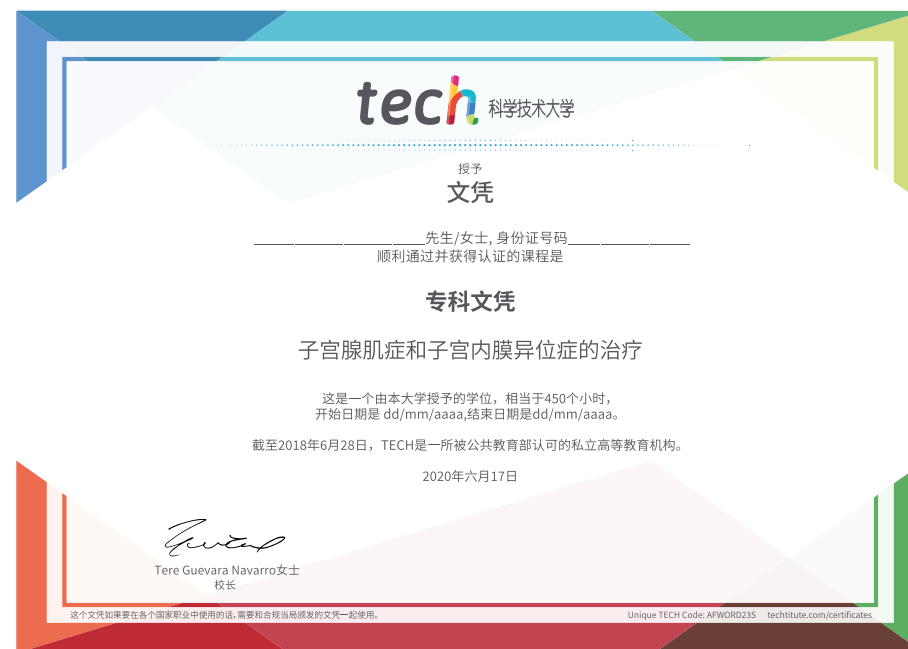 tech 科学技术大学
授予
文凭
____________________先生/女士, 身份证号码______________
顺利通过并获得认证的课程是
专科文凭
子宫腺肌症和子宫内膜异位症的治疗
这是一个由本大学授予的学位，相当于450个小时，
开始日期是 dd/mm/aaaa,结束日期是dd/mm/aaaa。
截至2018年6月28日，TECH是一所被公共教育部认可的私立高等教育机构。
2020年六月17日
Tere Guevara Navarro女士
校长
这个文凭如果要在各个国家职业中使用的话,需要和合规当局颁发的文凭一起使用。
Unique TECH Code: AFWORD23S techtitute.com/certificates